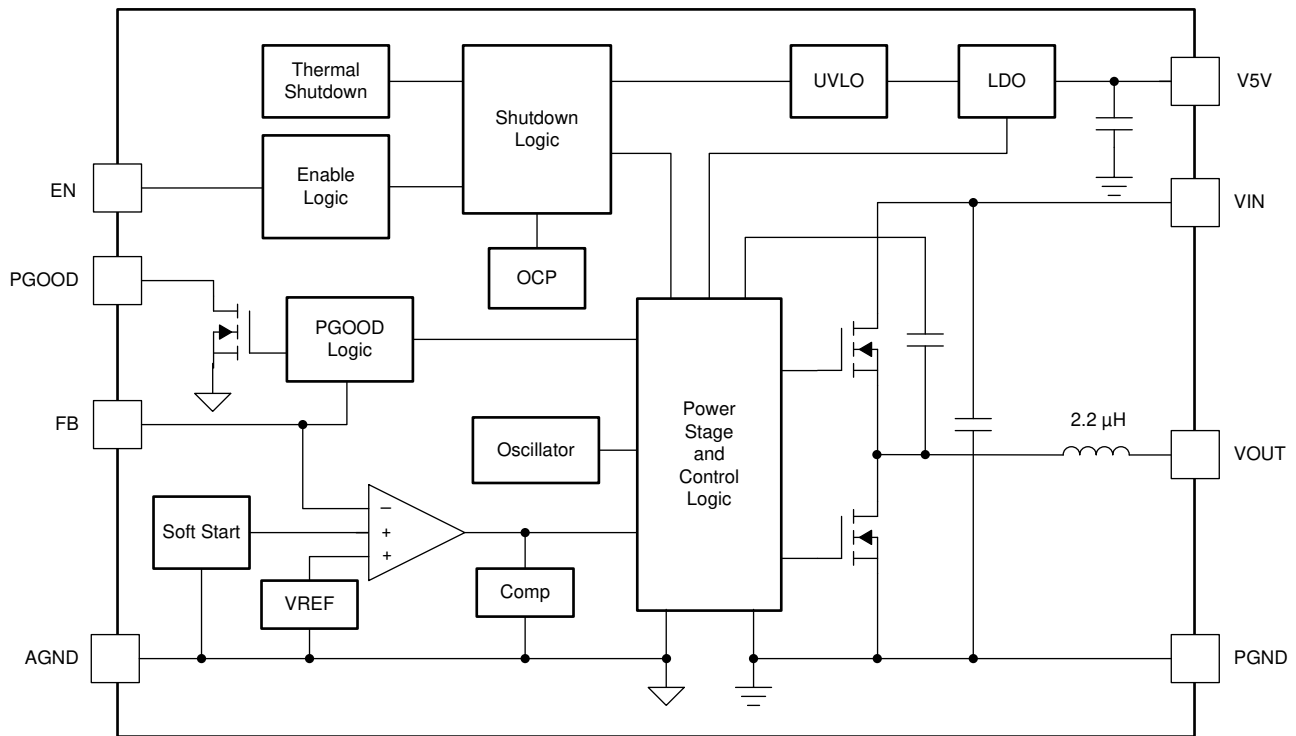 Thermal
Shutdown
Shutdown
Logic
UVLO
LDO
V5V
EN
Enable
Logic
VIN
OCP
PGOOD
PGOOD
Logic
FB
Oscillator
Power
Stage
and
Control
Logic
2.2 µH
VOUT
Soft Start
−
+
+
VREF
Comp
AGND
PGND